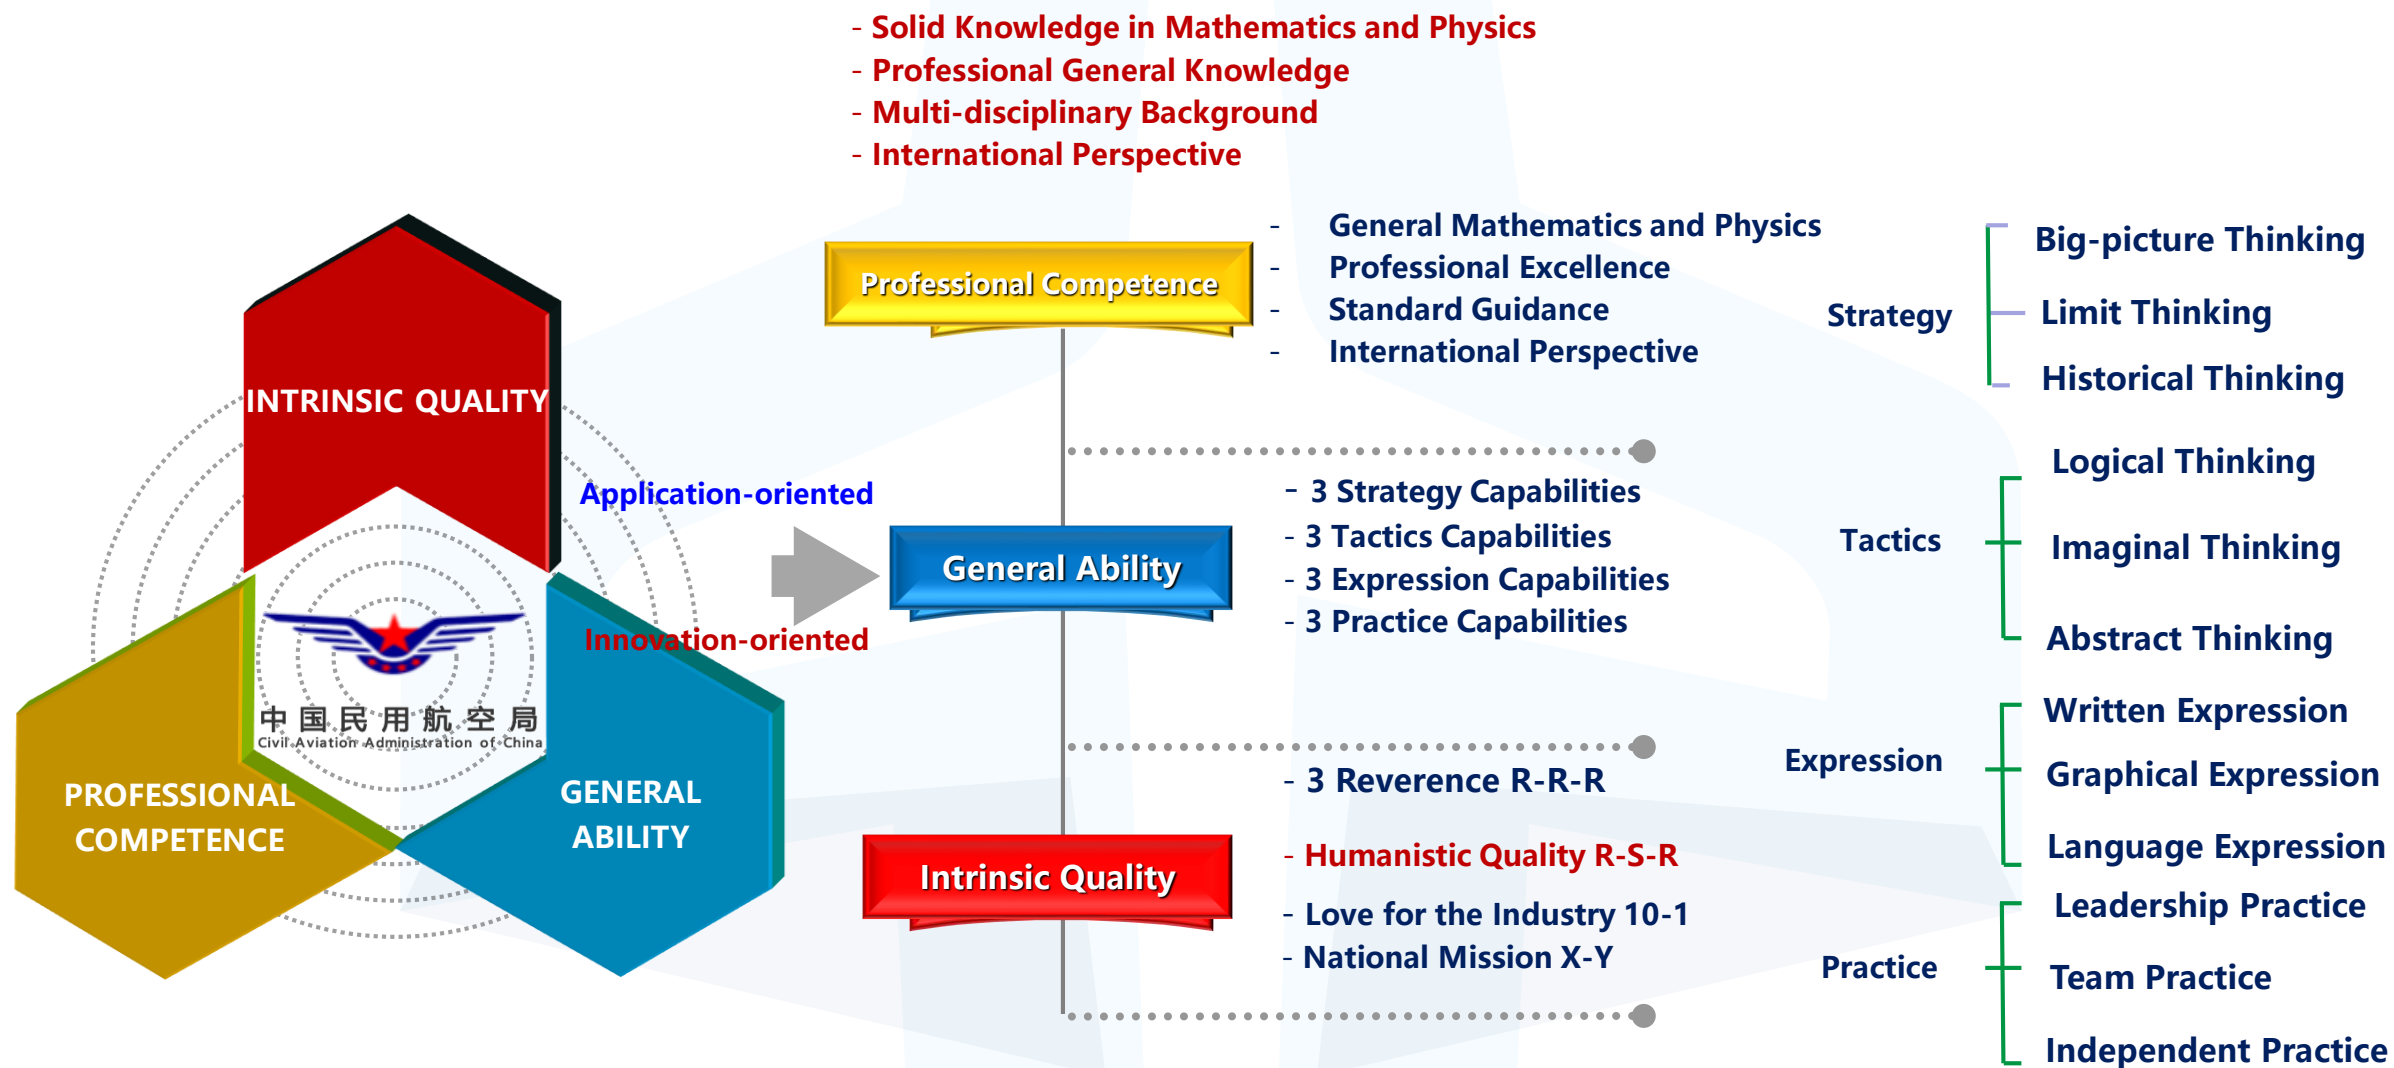 - Solid Knowledge in Mathematics and Physics
- Professional General Knowledge
- Multi-disciplinary Background
- International Perspective
INTRINSIC QUALITY
PROFESSIONAL
COMPETENCE
GENERAL
ABILITY
中国民用航空局
Civil Aviation Administration of China
Application-oriented
Innovation-oriented
Professional Competence
- General Mathematics and Physics
- Professional Excellence
- Standard Guidance
- International Perspective
General Ability
- 3 Strategy Capabilities
- 3 Tactics Capabilities
- 3 Expression Capabilities
- 3 Practice Capabilities
Intrinsic Quality
- 3 Reverence R-R-R
- Humanistic Quality R-S-R
- Love for the Industry 10-1
- National Mission X-Y
Strategy
Big-picture Thinking
Limit Thinking
Historical Thinking
Tactics
Logical Thinking
Imaginal Thinking
Abstract Thinking
Expression
Written Expression
Graphical Expression
Language Expression
Practice
Leadership Practice
Team Practice
Independent Practice